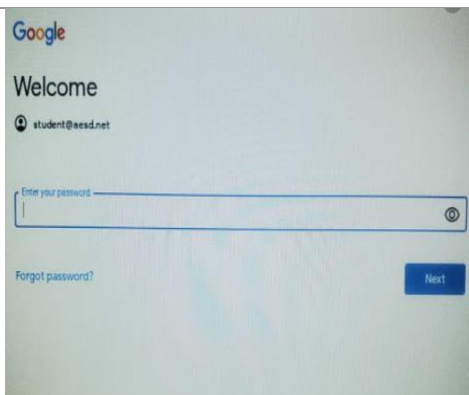 Google
Welcome
student@aesd.net
Enter your password
Forgot password?
Next